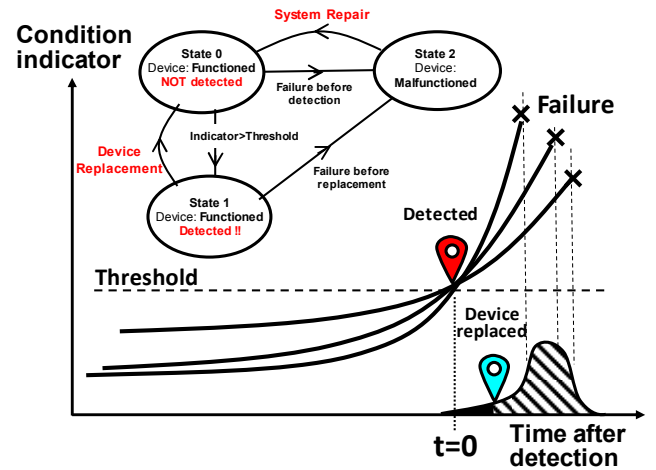 Condition
indicator
System Repair
State 0
Device: Functioned
NOT detected
State 2
Device:
Malfunctioned
Failure before
detection
Indicator>Threshold
Device
Replacement
Failure before
replacement
State 1
Device: Functioned
Detected !!
Failure
Detected
Threshold
Device
replaced
t=0
Time after
detection